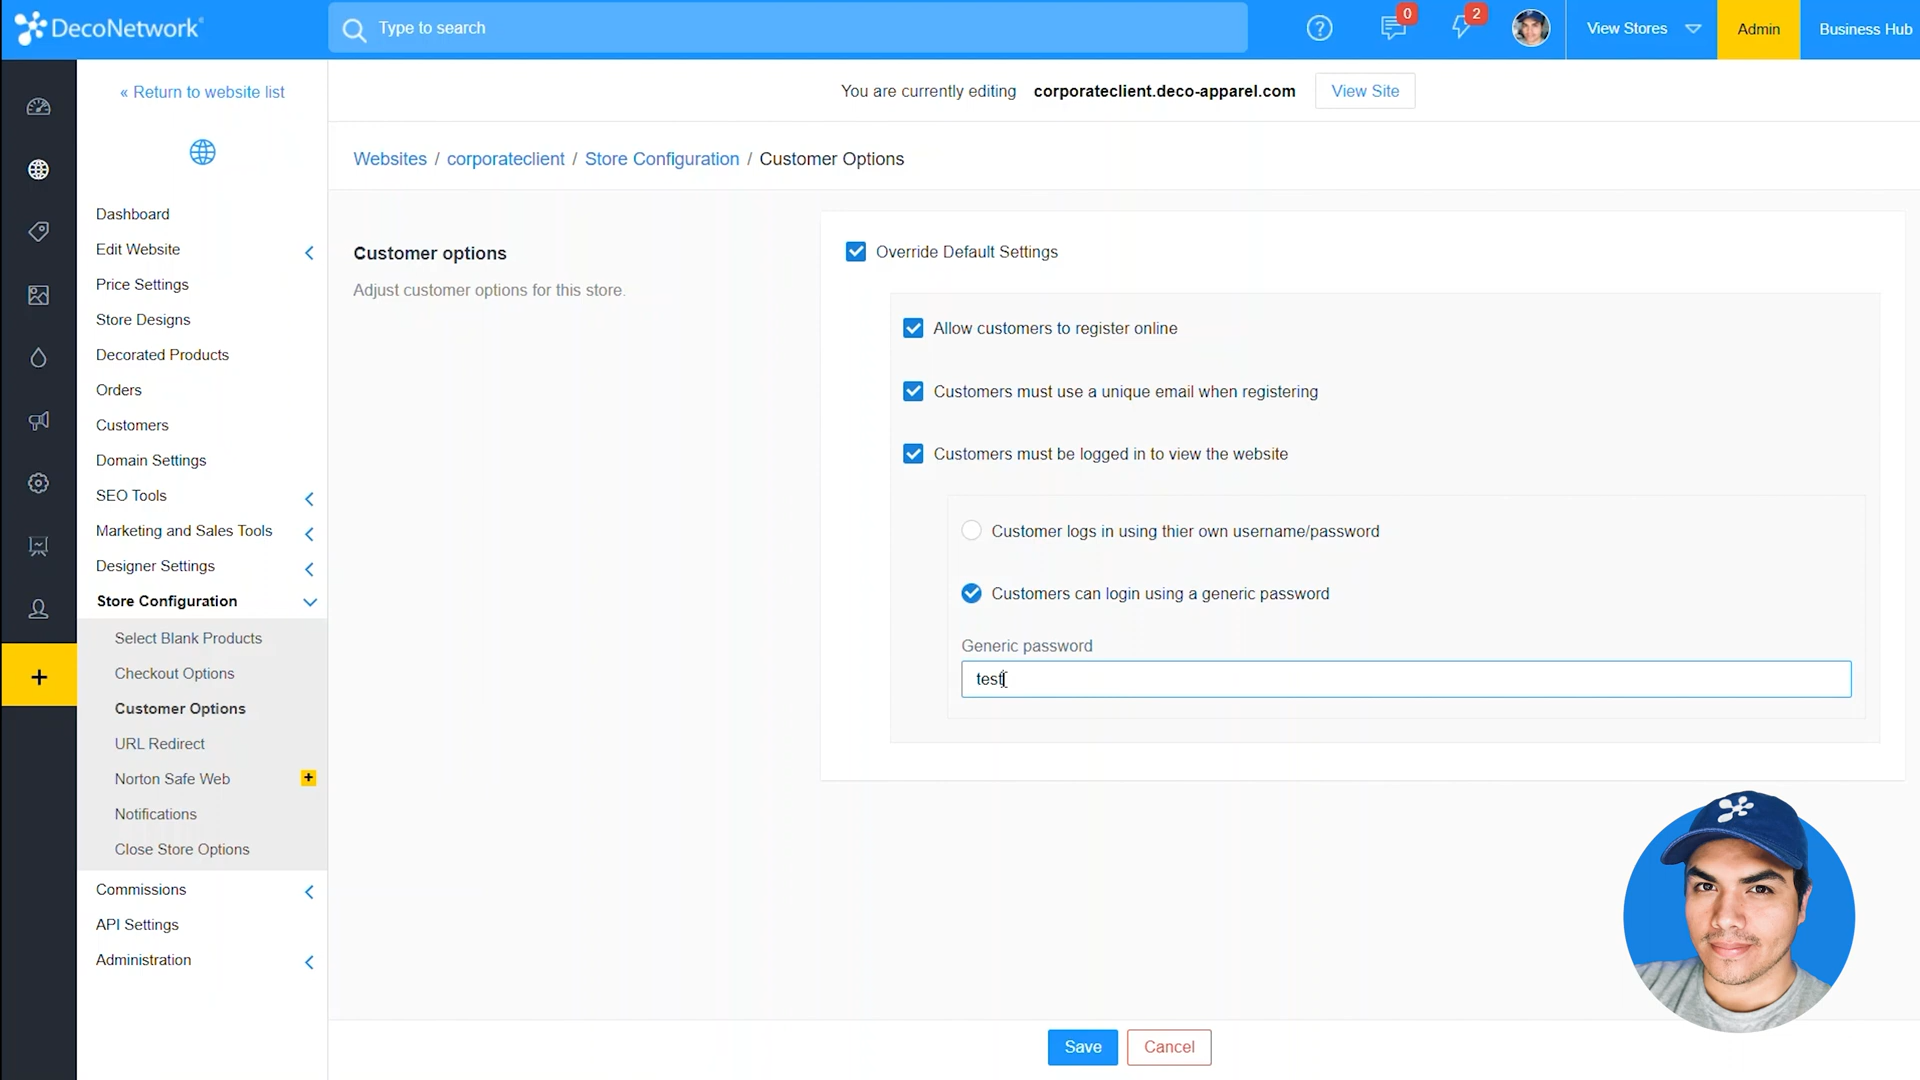 DecoNetwork
Type to search
0
2
View Stores
Admin
Business Hub
« Return to website list
You are currently editing corporateclient.deco-apparel.com
View Site
Websites / corporateclient / Store Configuration / Customer Options
Dashboard
Edit Website
Price Settings
Store Designs
Decorated Products
Orders
Customers
Domain Settings
SEO Tools
Marketing and Sales Tools
Designer Settings
Store Configuration
Select Blank Products
Checkout Options
Customer Options
URL Redirect
Norton Safe Web
Notifications
Close Store Options
Commissions
API Settings
Administration
Customer options
Adjust customer options for this store.
Override Default Settings
Allow customers to register online
Customers must use a unique email when registering
Customers must be logged in to view the website
Customer logs in using thier own username/password
Customers can login using a generic password
Generic password
test
Save
Cancel